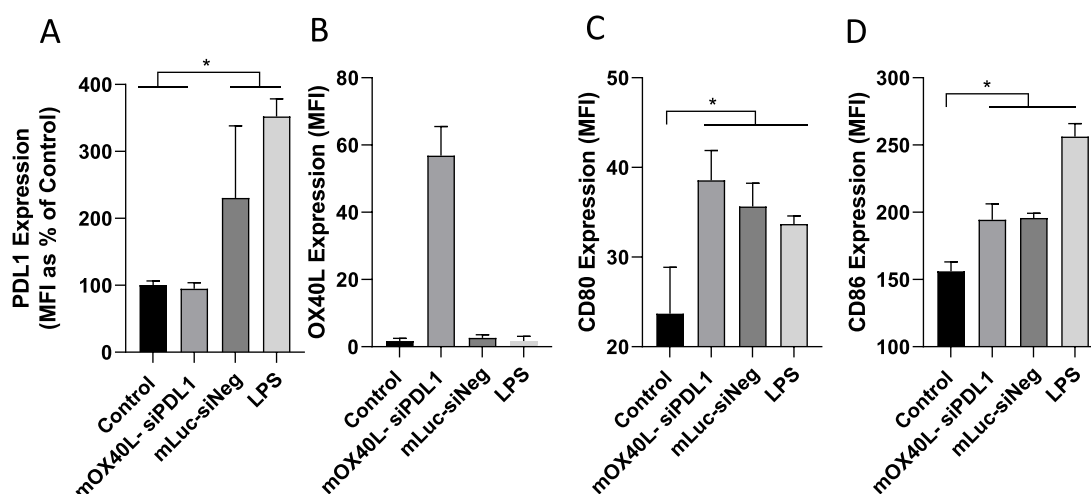 A
PDL1 Expression
(MFI as % of Control)
400
300
200
100
0
*
Control
mOX40L- siPDL1
mLuc-siNeg
LPS
B
OX40L Expression (MFI)
80
60
40
20
0
Control
mOX40L- siPDL1
mLuc-siNeg
LPS
C
CD80 Expression (MFI)
50
40
30
20
*
Control
mOX40L- siPDL1
mLuc-siNeg
LPS
D
CD86 Expression (MFI)
300
250
200
150
100
*
Control
mOX40L- siPDL1
mLuc-siNeg
LPS